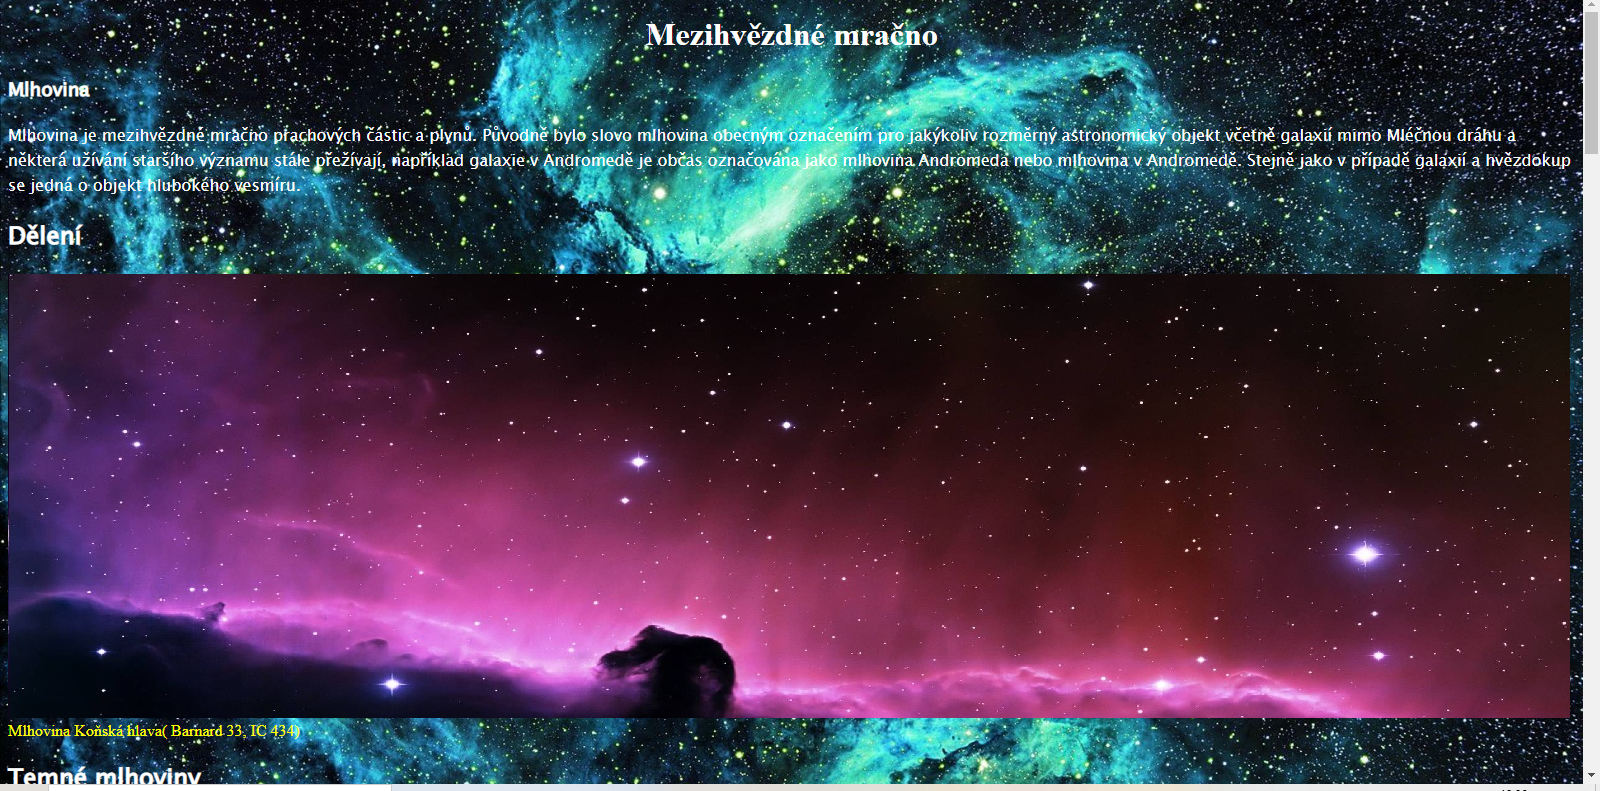 Mezihvězdné mračno
Mlhovina
Mlhovina je mezihvězdné mračno prachových částic a plynů. Původně bylo slovo mlhovina obecným označením pro jakýkoliv rozměrný astronomický objekt včetně galaxií mimo Mléčnou dráhu a
některá užívání staršího významu stále přežívají, například galaxie v Andromedě je občas označována jako mlhovina Andromeda nebo mlhovina v Andromedě. Stejně jako v případě galaxií a hvězdokup
se jedná o objekt hlubokého vesmíru.
Dělení
Mlhovina Koňská hlava( Barnard 33, IC 434)
Temné mlhoviny